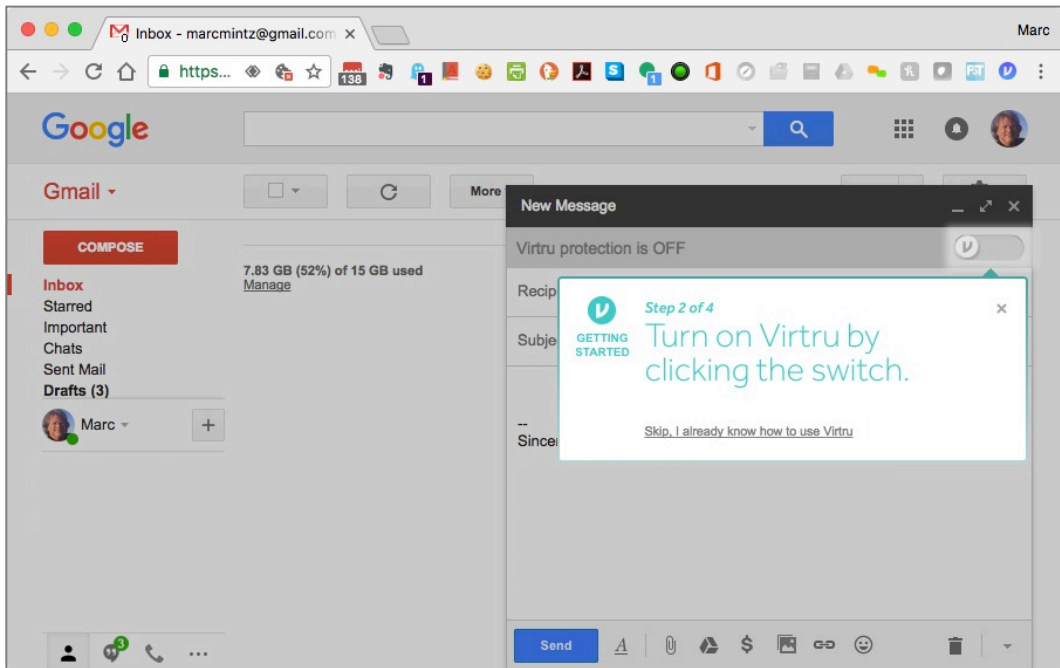 Inbox - marcmintz@gmail.com
Marc
https...
138
1
1
PST
Google
Gmail
More
COMPOSE
Inbox
Starred
Important
Chats
Sent Mail
Drafts (3)
Marc
3
7.83 GB (52%) of 15 GB used
Manage
New Message
Virtru protection is OFF
Recip
Subje
--
Sincer
GETTING
STARTED
Step 2 of 4
Turn on Virtru by
clicking the switch.
Skip, I already know how to use Virtru
Send
A
$